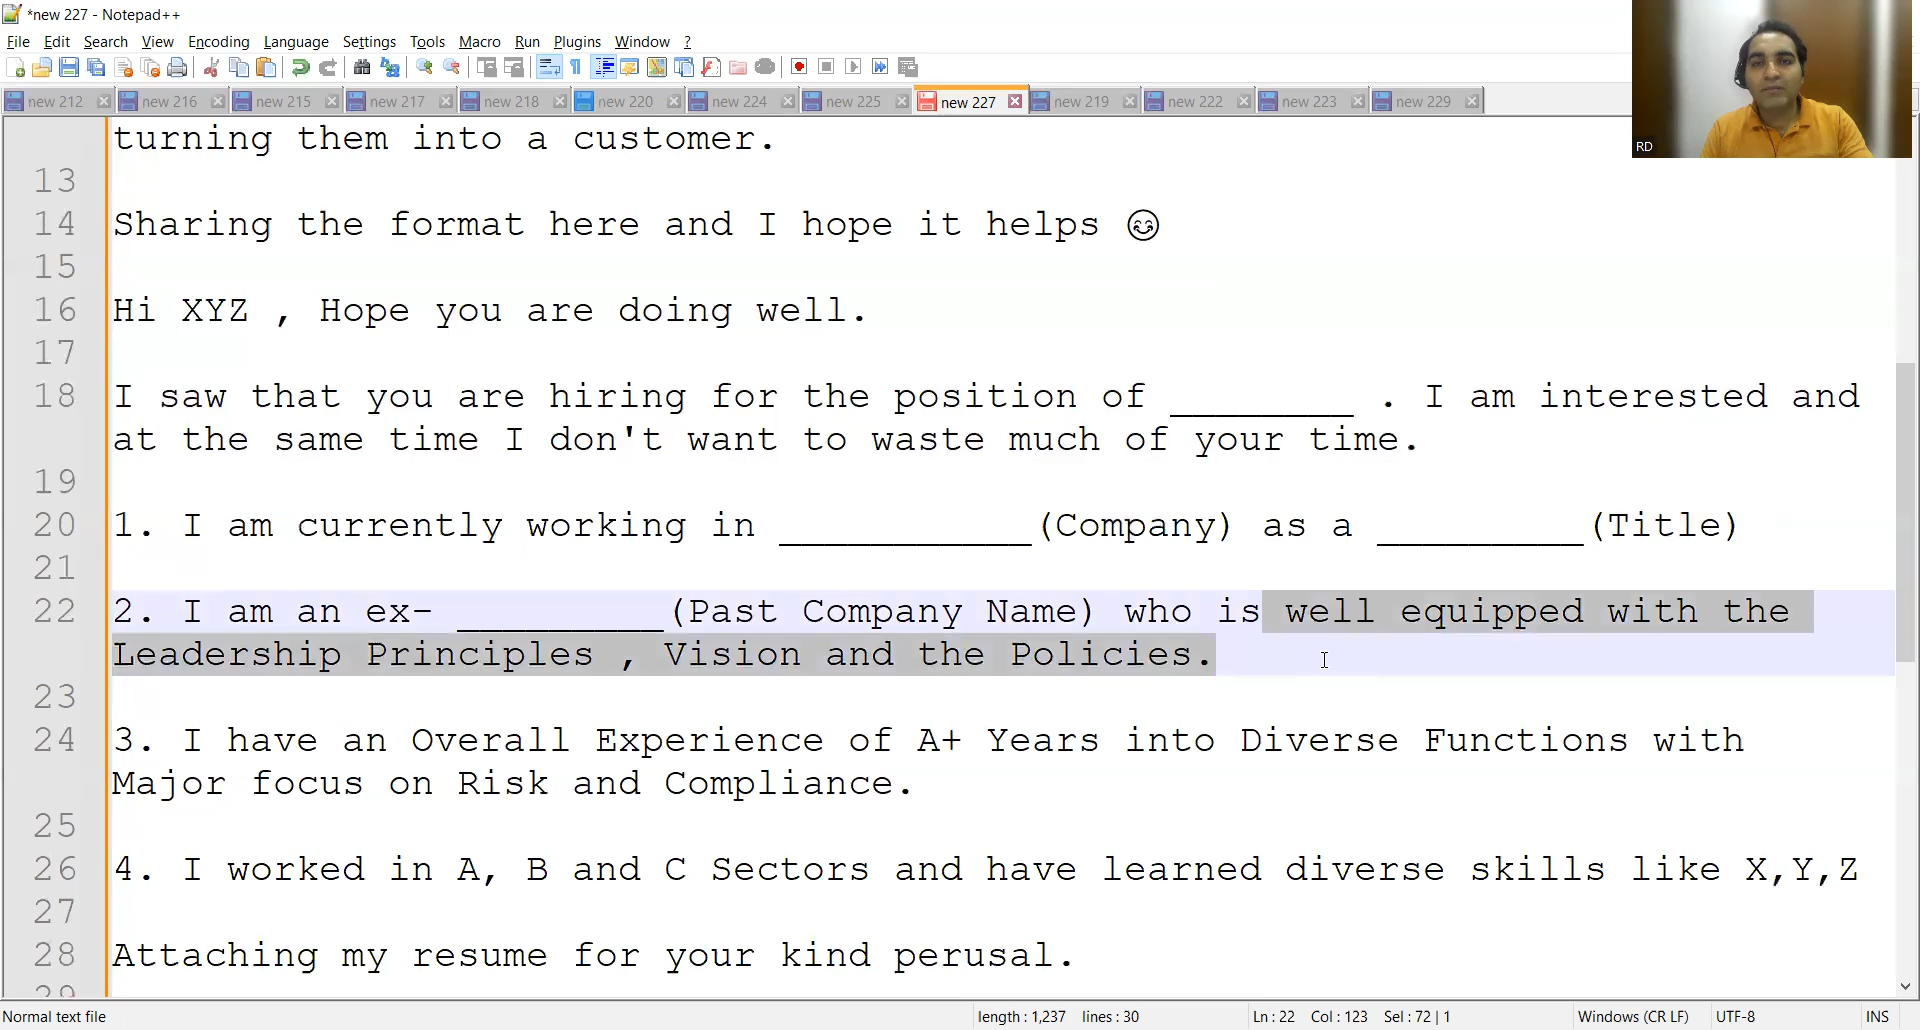 *new 227 - Notepad++
File Edit Search View Encoding Language Settings Tools Macro Run Plugins Window ?
new 212 new 216 new 215 new 217 new 218 new 220 new 224 new 225 new 227 new 219 new 222 new 223 new 229
RD
turning them into a customer.
13
14 Sharing the format here and I hope it helps 😊
15
16 Hi XYZ , Hope you are doing well.
17
18 I saw that you are hiring for the position of ________ . I am interested and
at the same time I don't want to waste much of your time.
19
20 1. I am currently working in ___________(Company) as a _________(Title)
21
22 2. I am an ex- _________(Past Company Name) who is well equipped with the
Leadership Principles , Vision and the Policies.
23
24 3. I have an Overall Experience of A+ Years into Diverse Functions with
Major focus on Risk and Compliance.
25
26 4. I worked in A, B and C Sectors and have learned diverse skills like X,Y,Z
27
28 Attaching my resume for your kind perusal.
29
Normal text file length : 1,237 lines : 30 Ln : 22 Col : 123 Sel : 72 | 1 Windows (CR LF) UTF-8 INS